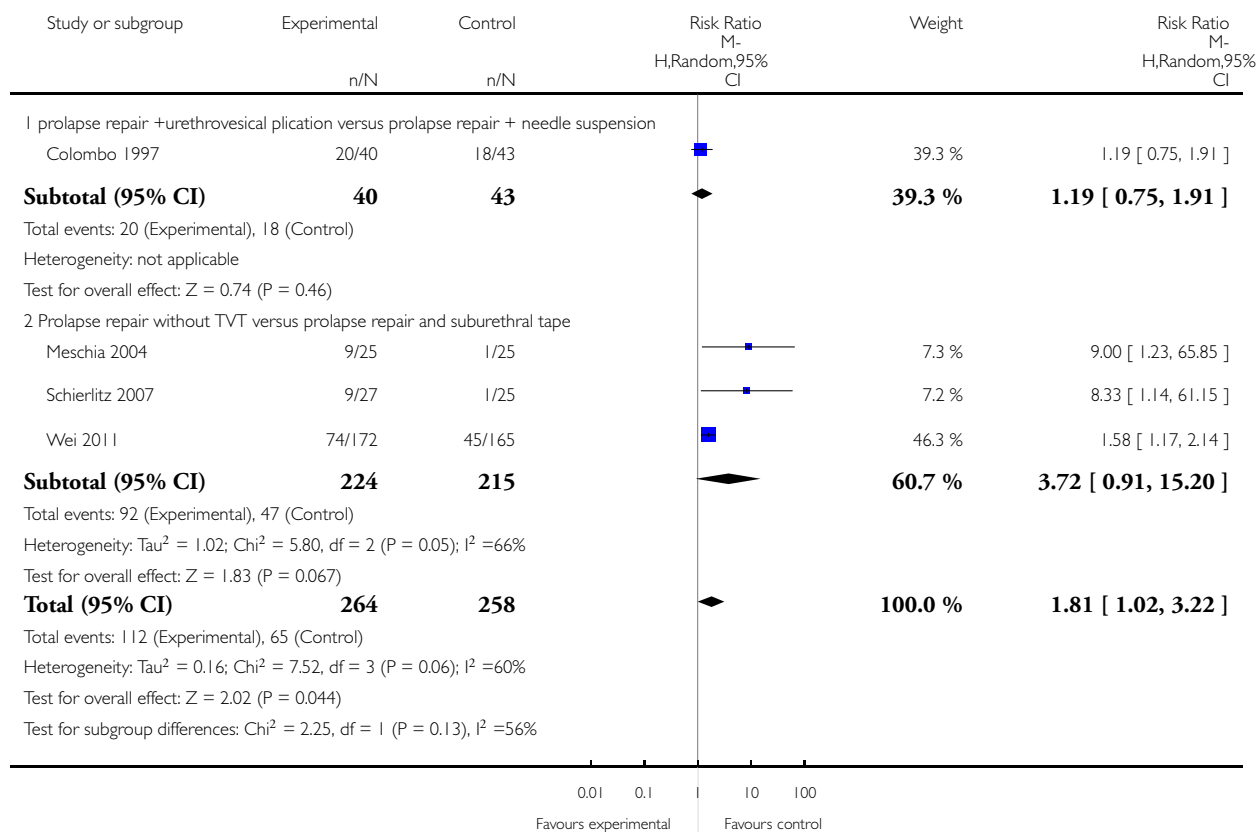 Study or subgroup Experimental Control Risk Ratio Weight Risk Ratio
M- M-
H,Random,95% H,Random,95%
n/N n/N CI CI
1 prolapse repair +urethrovesical plication versus prolapse repair + needle suspension
Colombo 1997 20/40 18/43 39.3 % 1.19 [ 0.75, 1.91 ]
Subtotal (95% CI) 40 43 39.3 % 1.19 [ 0.75, 1.91 ]
Total events: 20 (Experimental), 18 (Control)
Heterogeneity: not applicable
Test for overall effect: Z = 0.74 (P = 0.46)
2 Prolapse repair without TVT versus prolapse repair and suburethral tape
Meschia 2004 9/25 1/25 7.3 % 9.00 [ 1.23, 65.85 ]
Schierlitz 2007 9/27 1/25 7.2 % 8.33 [ 1.14, 61.15 ]
Wei 2011 74/172 45/165 46.3 % 1.58 [ 1.17, 2.14 ]
Subtotal (95% CI) 224 215 60.7 % 3.72 [ 0.91, 15.20 ]
Total events: 92 (Experimental), 47 (Control)
Heterogeneity: Tau² = 1.02; Chi² = 5.80, df = 2 (P = 0.05); I² =66%
Test for overall effect: Z = 1.83 (P = 0.067)
Total (95% CI) 264 258 100.0 % 1.81 [ 1.02, 3.22 ]
Total events: 112 (Experimental), 65 (Control)
Heterogeneity: Tau² = 0.16; Chi² = 7.52, df = 3 (P = 0.06); I² =60%
Test for overall effect: Z = 2.02 (P = 0.044)
Test for subgroup differences: Chi² = 2.25, df = 1 (P = 0.13), I² =56%
0.01 0.1 1 10 100
Favours experimental Favours control